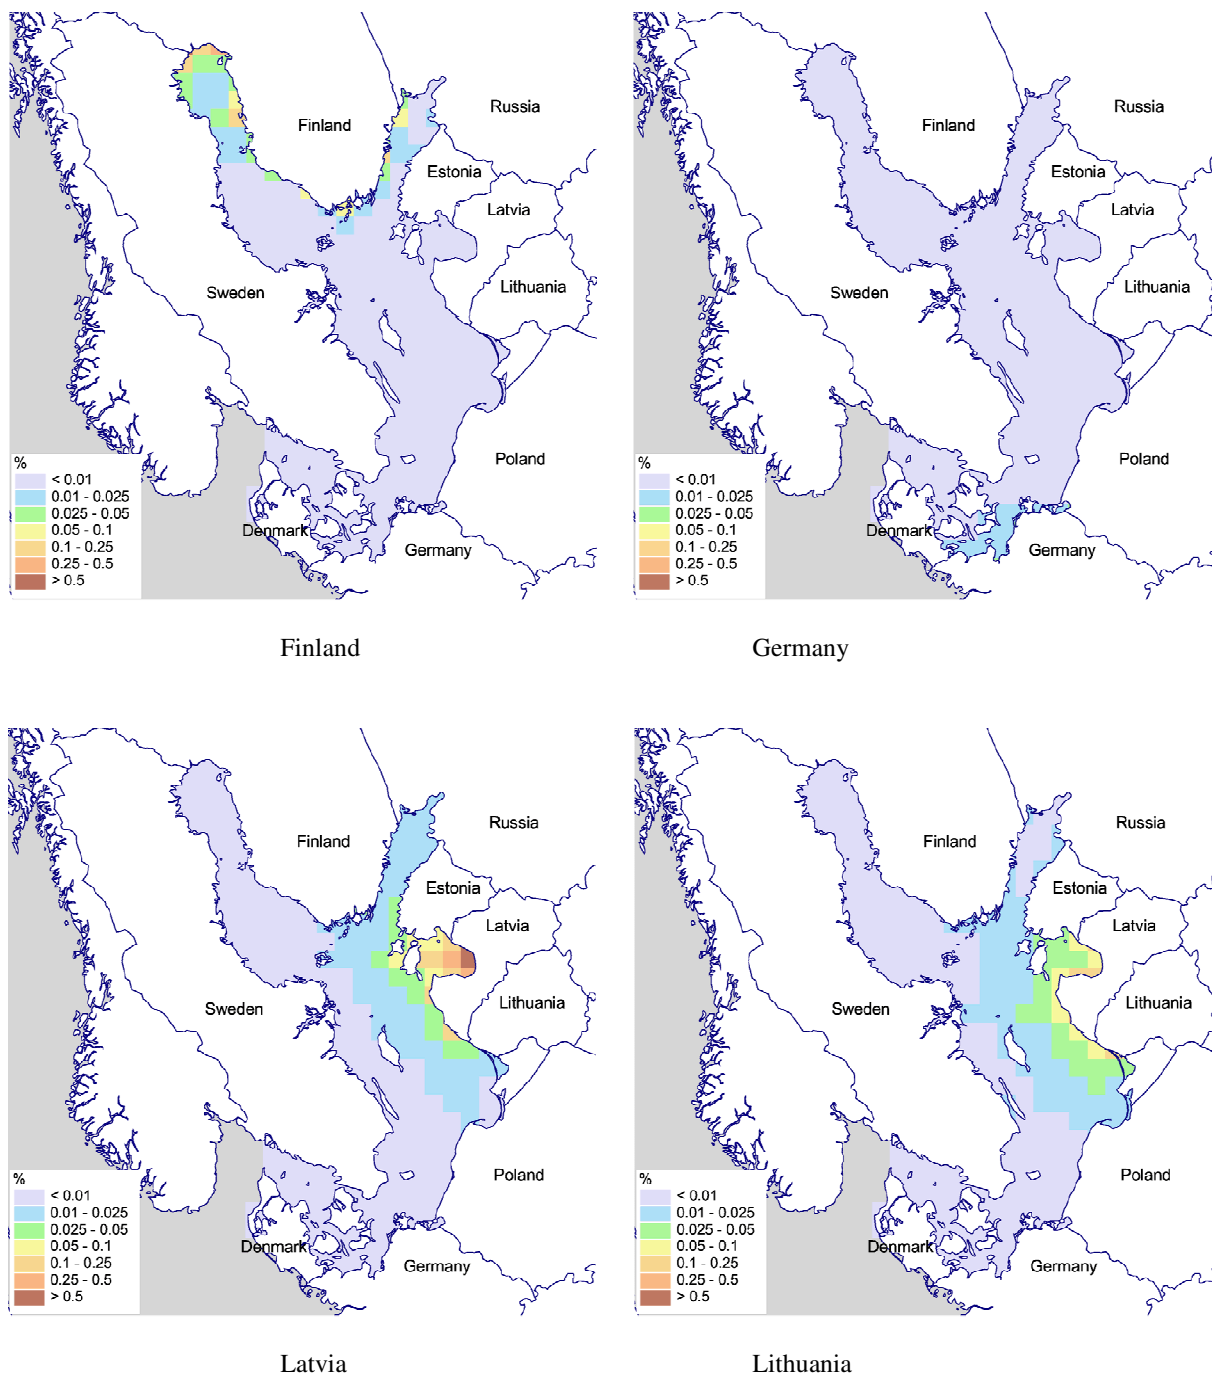 Russia
Finland
Estonia
Latvia
Lithuania
Sweden
Poland
Denmark
Germany
%
< 0.01
0.01 - 0.025
0.025 - 0.05
0.05 - 0.1
0.1 - 0.25
0.25 - 0.5
> 0.5
Finland
Russia
Finland
Estonia
Latvia
Lithuania
Sweden
Poland
Denmark
Germany
%
< 0.01
0.01 - 0.025
0.025 - 0.05
0.05 - 0.1
0.1 - 0.25
0.25 - 0.5
> 0.5
Germany
Russia
Finland
Estonia
Latvia
Lithuania
Sweden
Poland
Denmark
Germany
%
< 0.01
0.01 - 0.025
0.025 - 0.05
0.05 - 0.1
0.1 - 0.25
0.25 - 0.5
> 0.5
Latvia
Russia
Finland
Estonia
Latvia
Lithuania
Sweden
Poland
Denmark
Germany
%
< 0.01
0.01 - 0.025
0.025 - 0.05
0.05 - 0.1
0.1 - 0.25
0.25 - 0.5
> 0.5
Lithuania